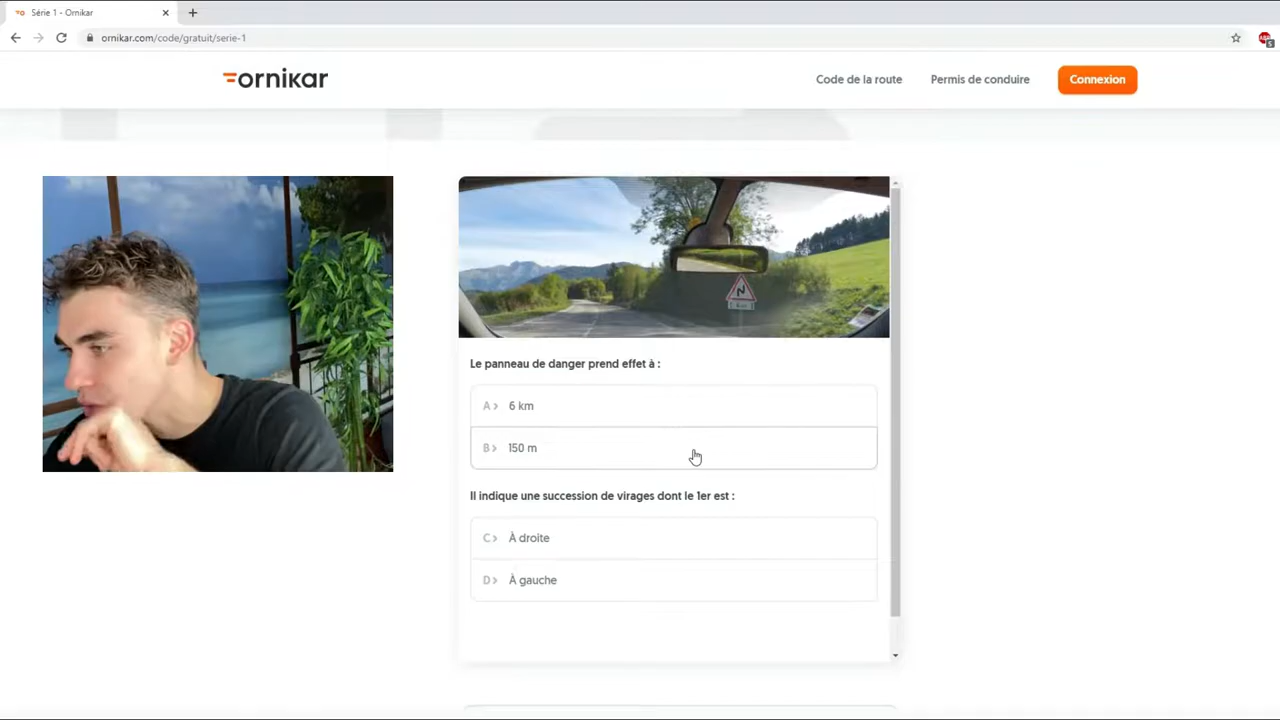 Série 1 - Ornikar
ornikar.com/code/gratuit/serie-1
ornikar
Code de la route
Permis de conduire
Connexion
Le panneau de danger prend effet à :
A 6 km
B 150 m
Il indique une succession de virages dont le 1er est :
C À droite
D À gauche